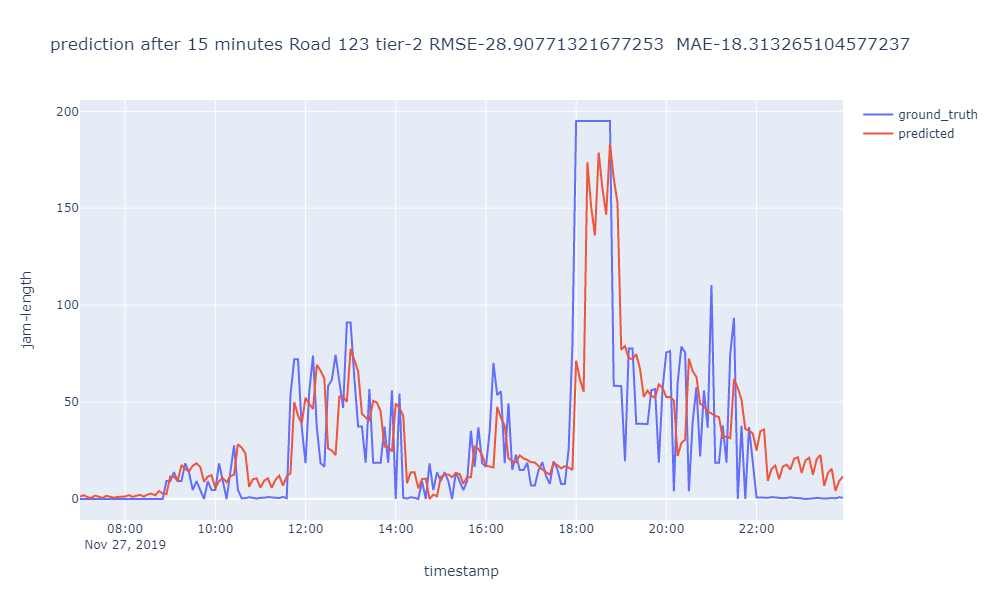 prediction after 15 minutes Road 123 tier-2 RMSE-28.90771321677253  MAE-18.313265104577237
ground_truth
predicted
200
150
100
50
0
jam-length
08:00 10:00 12:00 14:00 16:00 18:00 20:00 22:00
Nov 27, 2019
timestamp